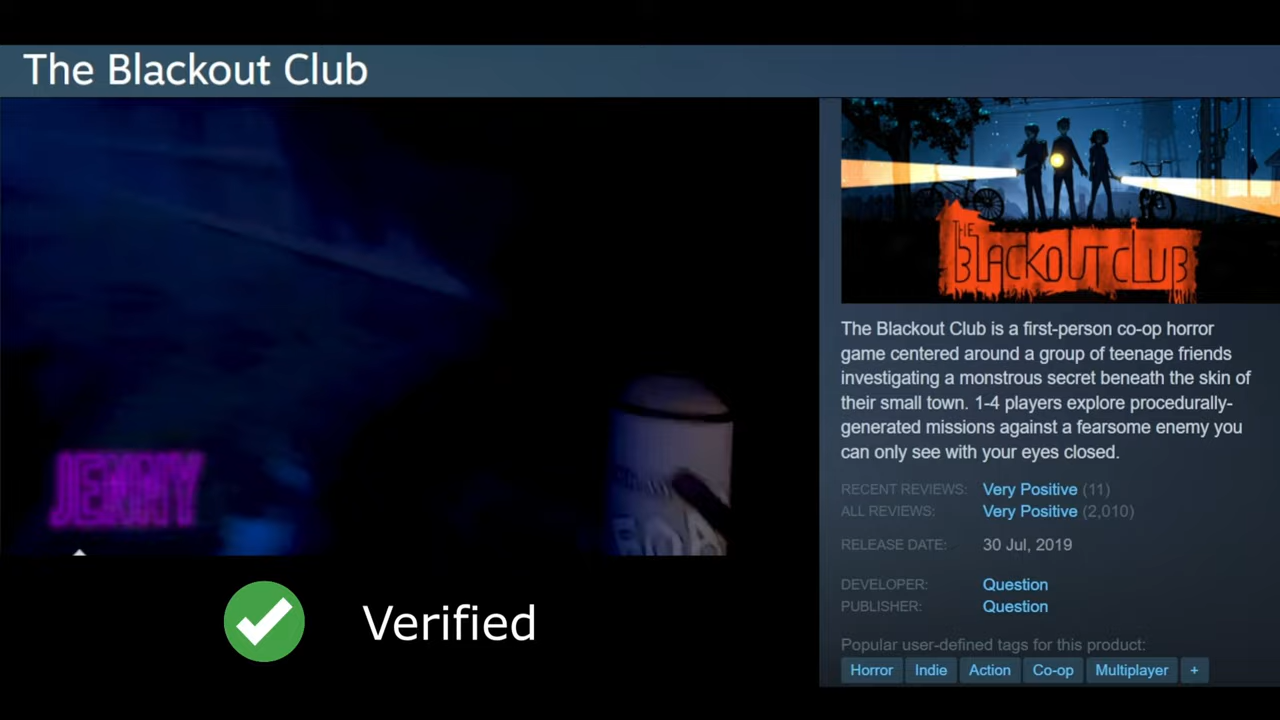 The Blackout Club
JENNY
THE
BLACKOUT CLUB
The Blackout Club is a first-person co-op horror
game centered around a group of teenage friends
investigating a monstrous secret beneath the skin of
their small town. 1-4 players explore procedurally-
generated missions against a fearsome enemy you
can only see with your eyes closed.
RECENT REVIEWS: Very Positive (11)
ALL REVIEWS: Very Positive (2,010)
RELEASE DATE: 30 Jul, 2019
DEVELOPER: Question
PUBLISHER: Question
Popular user-defined tags for this product:
Horror Indie Action Co-op Multiplayer +
Verified